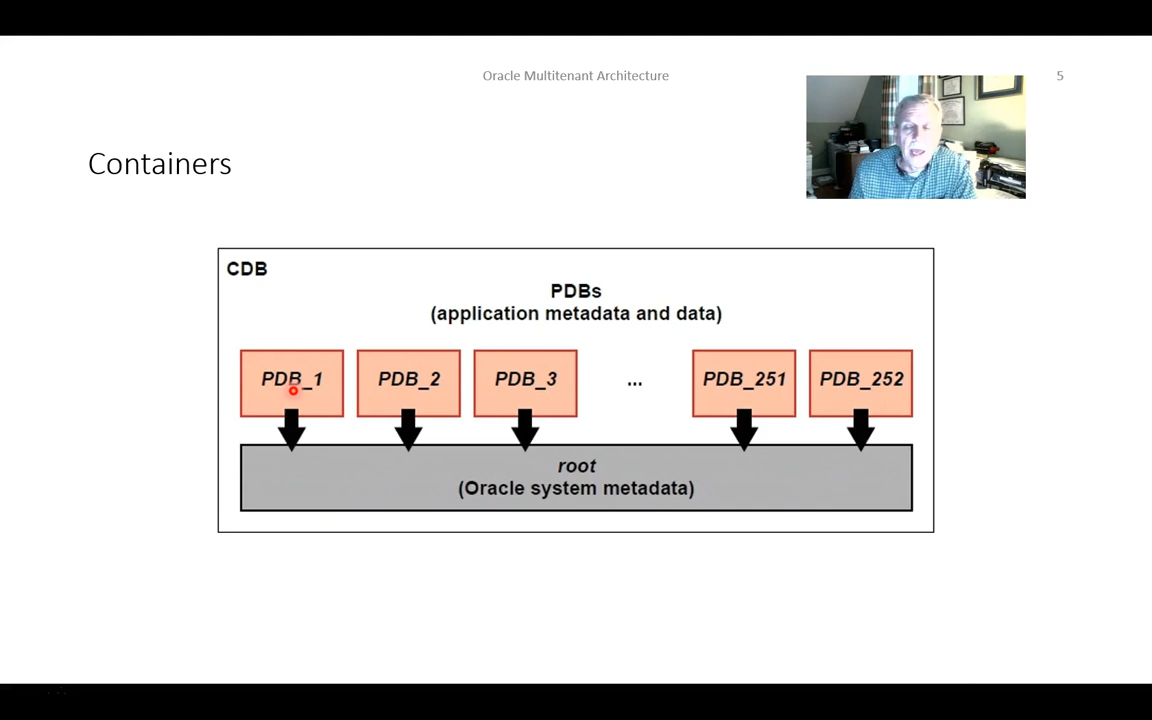 Oracle Multitenant Architecture
5
Containers
CDB
PDBs
(application metadata and data)
PDB_1
PDB_2
PDB_3
...
PDB_251
PDB_252
root
(Oracle system metadata)